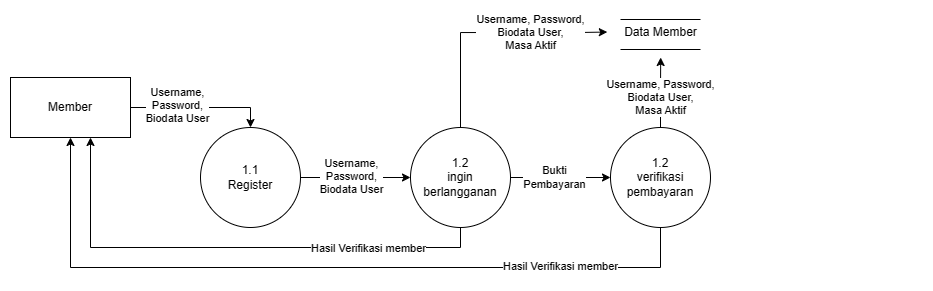 Username, Password,
Biodata User,
Masa Aktif
Data Member
Member
Username,
Password,
Biodata User
Username, Password,
Biodata User,
Masa Aktif
1.1
Register
Username,
Password,
Biodata User
1.2
ingin
berlangganan
Bukti
Pembayaran
1.2
verifikasi
pembayaran
Hasil Verifikasi member
Hasil Verifikasi member